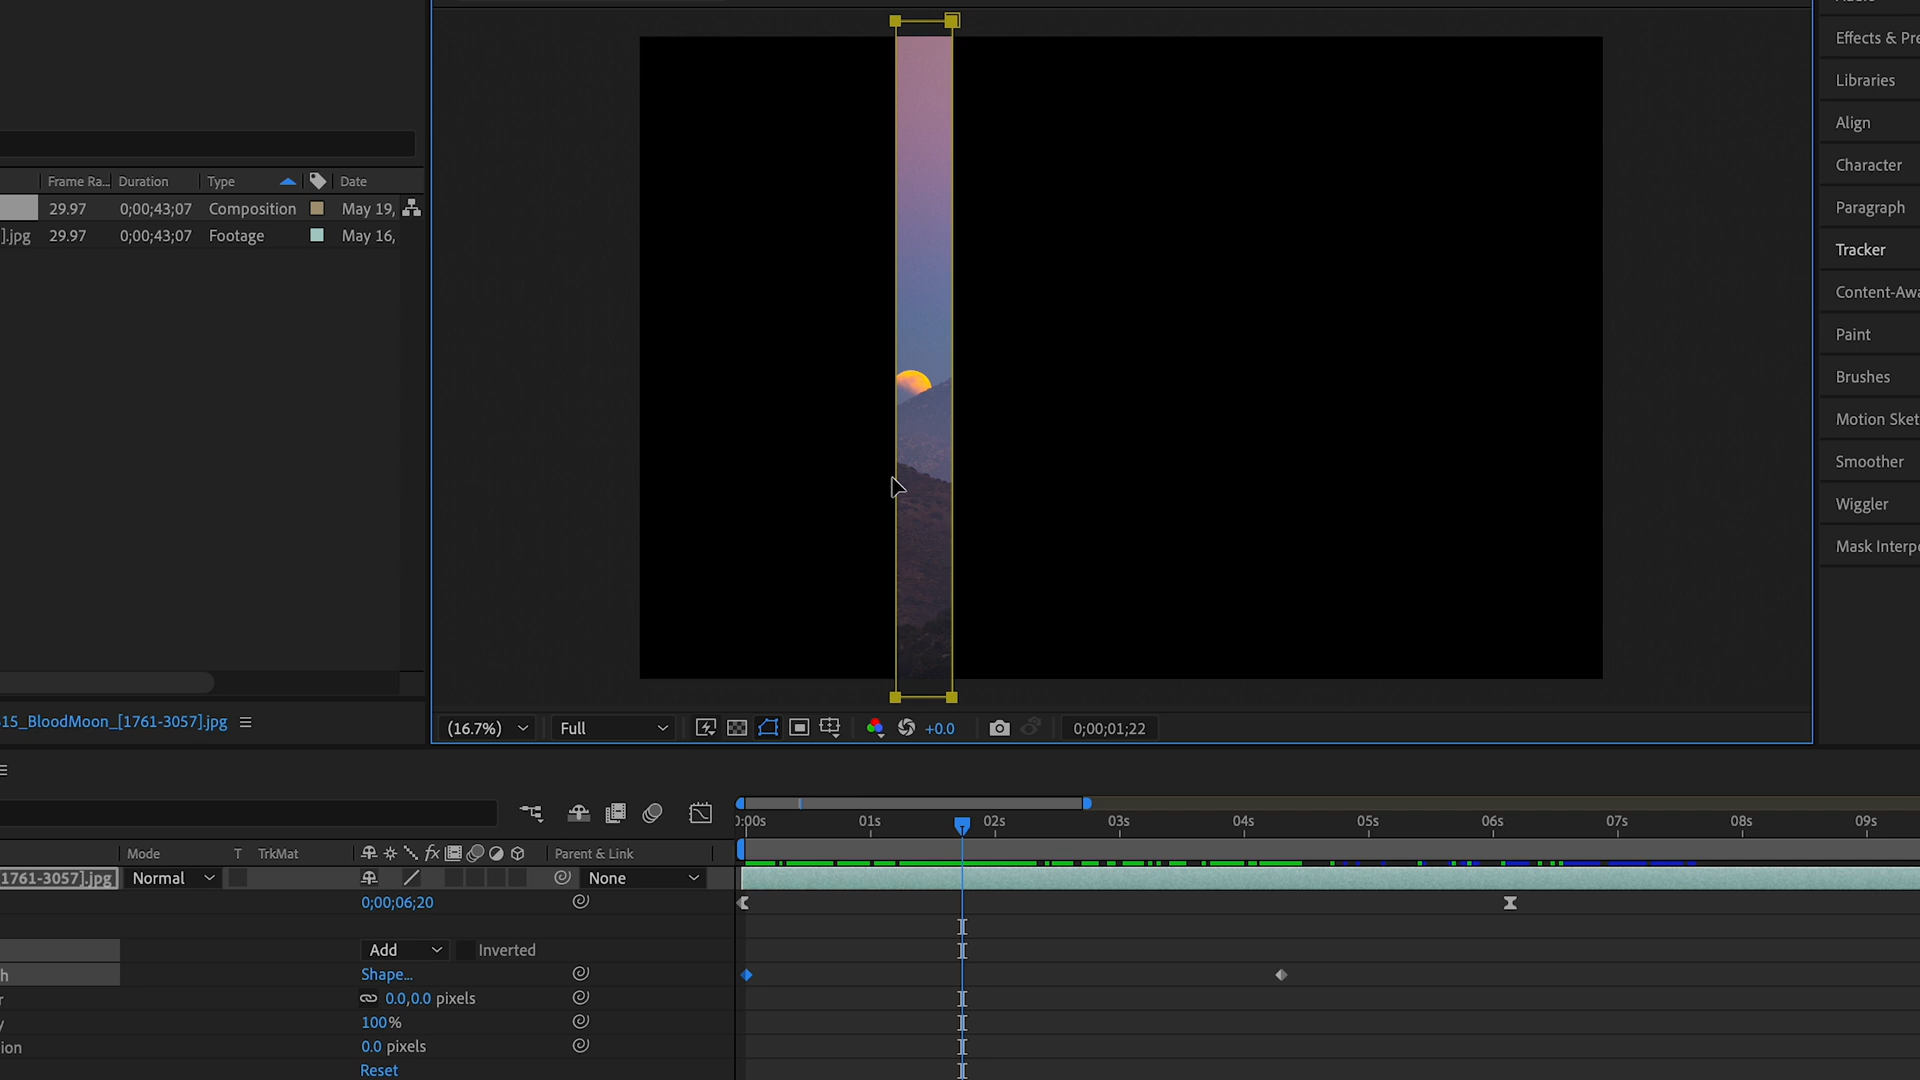 Effects & Pre
Libraries
Align
Character
Paragraph
Tracker
Content-Awa
Paint
Brushes
Motion Sket
Smoother
Wiggler
Mask Interp
Frame Ra... Duration Type Date
29.97 0;00;43;07 Composition May 19,
].jpg 29.97 0;00;43;07 Footage May 16,
15_BloodMoon_[1761-3057].jpg
(16.7%) Full +0.0 0;00;01;22
0:00s 01s 02s 03s 04s 05s 06s 07s 08s 09s
Mode T TrkMat fx Parent & Link
1761-3057].jpg Normal None
0;00;06;20
Add Inverted
h Shape...
r 0.0,0.0 pixels
y 100%
ion 0.0 pixels
Reset